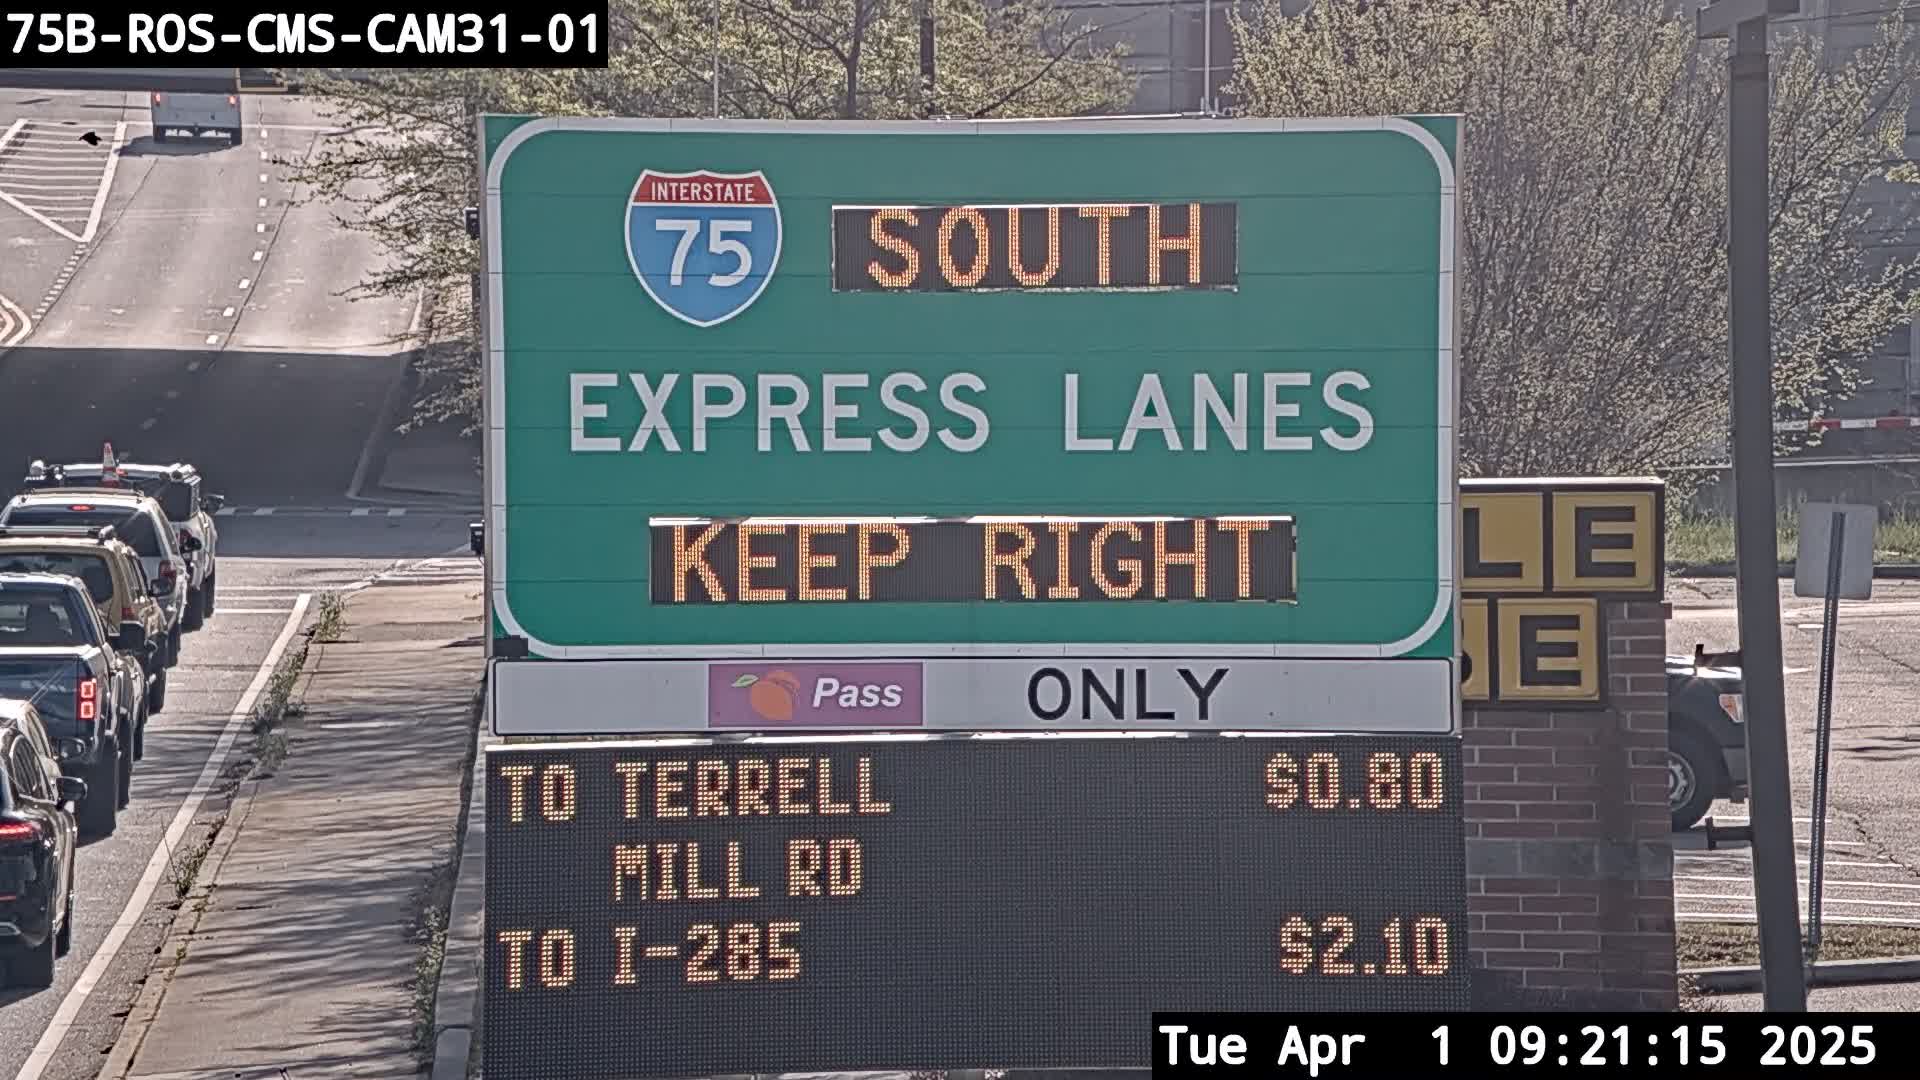 75B-ROS-CMS-CAM31-01
INTERSTATE
75
SOUTH
EXPRESS LANES
KEEP RIGHT
Pass ONLY
TO TERRELL $0.80
MILL RD
TO I-285 $2.10
LE
E
Tue Apr 1 09:21:15 2025